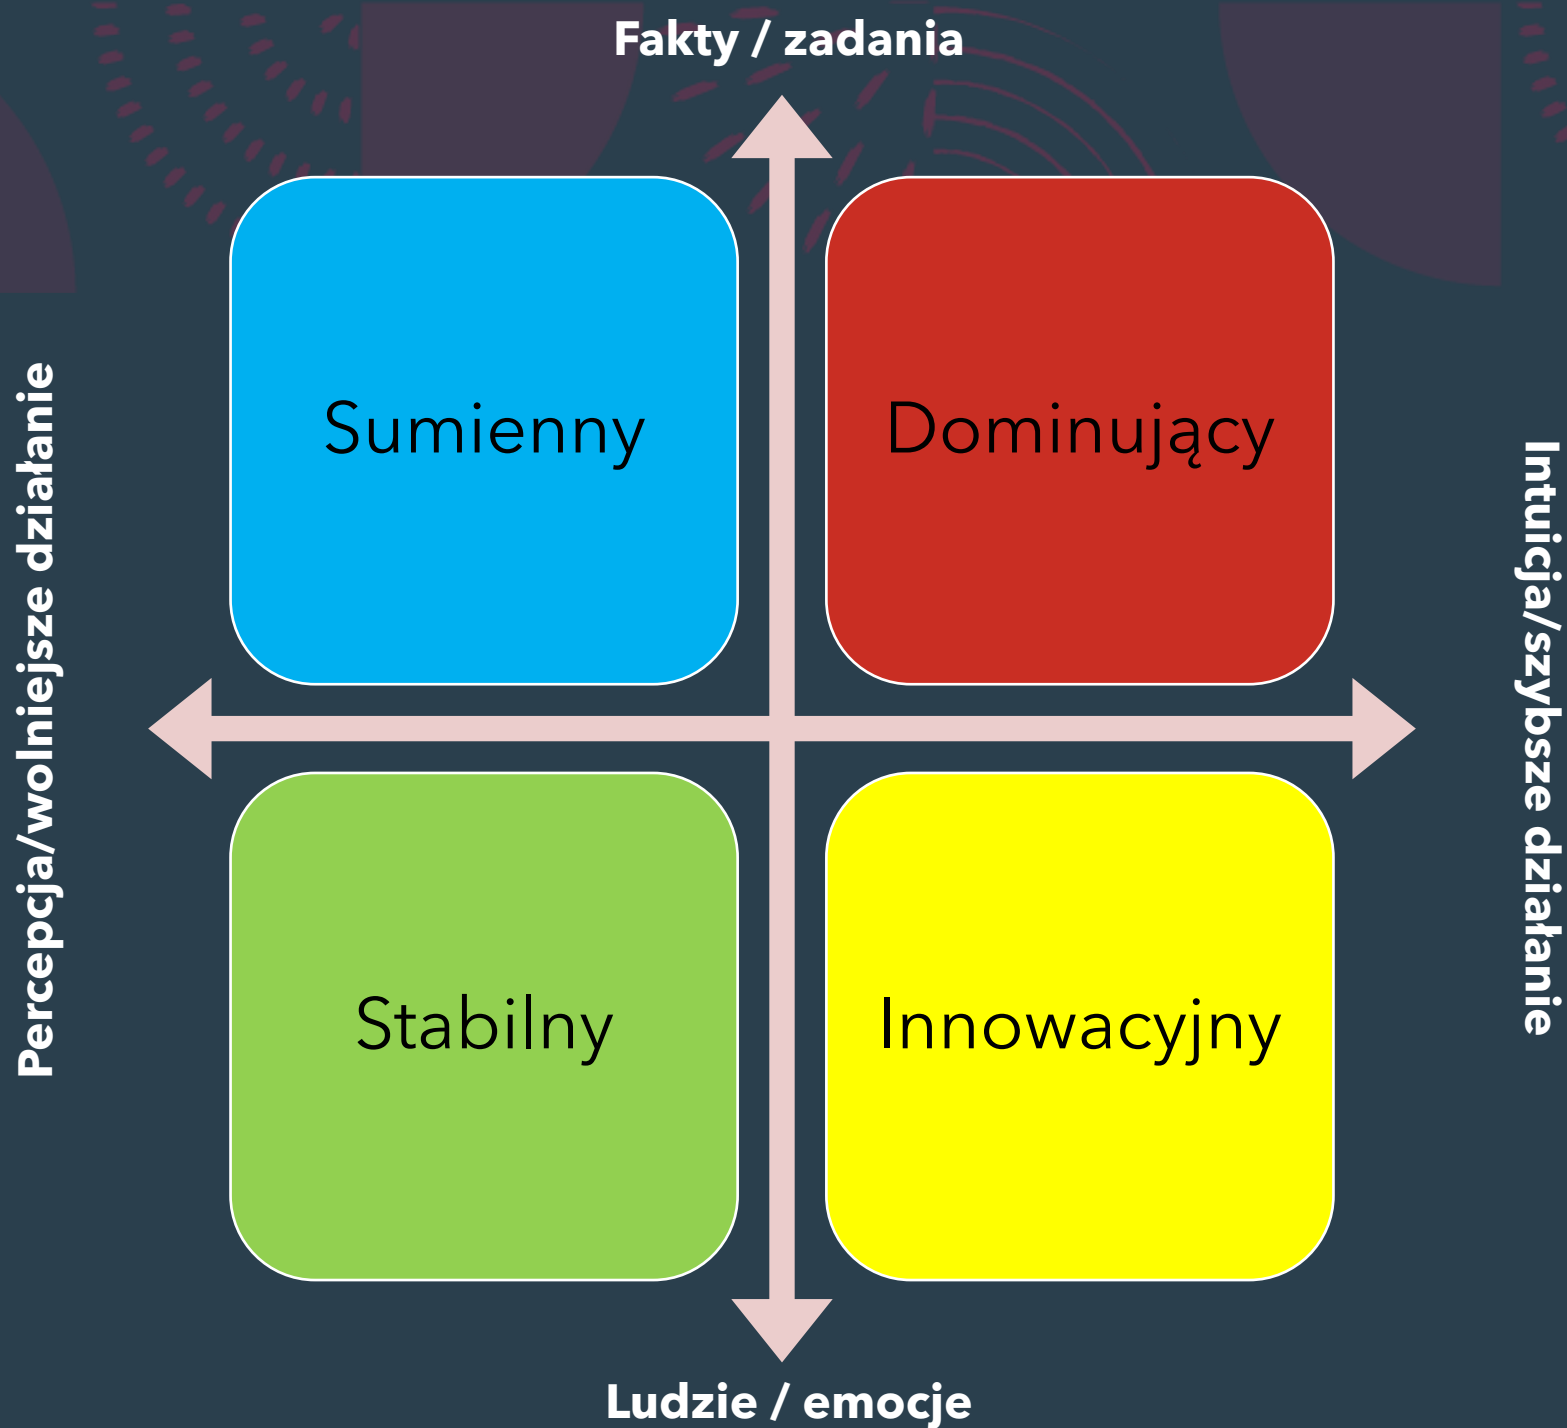 Fakty / zadania
Sumienny
Dominujący
Percepcja/wolniejsze działanie
Intuicja/szybsze działanie
Stabilny
Innowacyjny
Ludzie / emocje